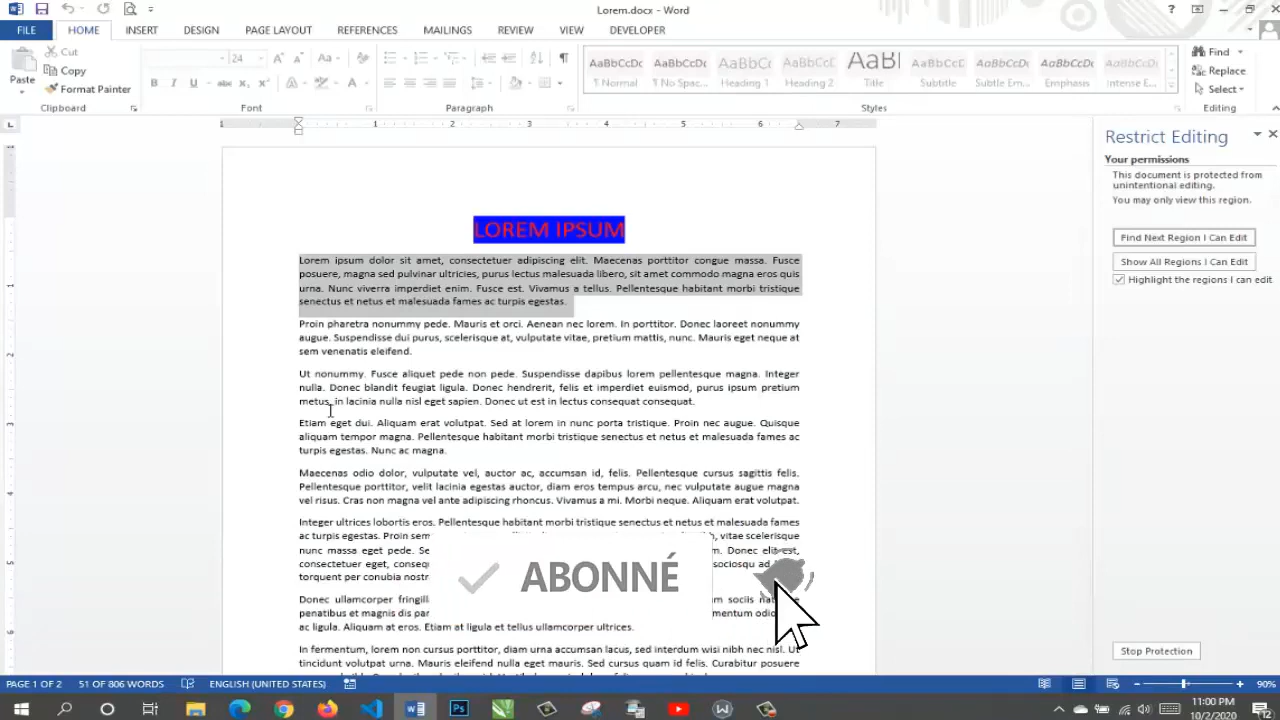 Lorem.docx - Word
FILE HOME INSERT DESIGN PAGE LAYOUT REFERENCES MAILINGS REVIEW VIEW DEVELOPER
Paste
Cut
Copy
Format Painter
Clipboard
24
Font
Paragraph
AaBbCcDc AaBbCcDc AaBbCc AaBbCc AaBl AaBbCcD AaBbCcDc AaBbCcDc AaBbCcDc
¶ Normal ¶ No Spac... Heading 1 Heading 2 Title Subtitle Subtle Em... Emphasis Intense E...
Styles
Find
Replace
Select
Editing
1 1 2 3 4 5 6 7
LOREM IPSUM
Lorem ipsum dolor sit amet, consectetuer adipiscing elit. Maecenas porttitor congue massa. Fusce
posuere, magna sed pulvinar ultricies, purus lectus malesuada libero, sit amet commodo magna eros quis
urna. Nunc viverra imperdiet enim. Fusce est. Vivamus a tellus. Pellentesque habitant morbi tristique
senectus et netus et malesuada fames ac turpis egestas.
Proin pharetra nonummy pede. Mauris et orci. Aenean nec lorem. In porttitor. Donec laoreet nonummy
augue. Suspendisse dui purus, scelerisque at, vulputate vitae, pretium mattis, nunc. Mauris eget neque at
sem venenatis eleifend.
Ut nonummy. Fusce aliquet pede non pede. Suspendisse dapibus lorem pellentesque magna. Integer
nulla. Donec blandit feugiat ligula. Donec hendrerit, felis et imperdiet euismod, purus ipsum pretium
metus, in lacinia nulla nisl eget sapien. Donec ut est in lectus consequat consequat.
Etiam eget dui. Aliquam erat volutpat. Sed at lorem in nunc porta tristique. Proin nec augue. Quisque
aliquam tempor magna. Pellentesque habitant morbi tristique senectus et netus et malesuada fames ac
turpis egestas. Nunc ac magna.
Maecenas odio dolor, vulputate vel, auctor ac, accumsan id, felis. Pellentesque cursus sagittis felis.
Pellentesque porttitor, velit lacinia egestas auctor, diam eros tempus arcu, nec vulputate augue magna
vel risus. Cras non magna vel ante adipiscing rhoncus. Vivamus a mi. Morbi neque. Aliquam erat volutpat.
Integer ultrices lobortis eros. Pellentesque habitant morbi tristique senectus et netus et malesuada fames
ac turpis egestas. Proin sem vitae scelerisque
nunc massa eget pede. Se m. Donec elit est,
consectetuer eget, conseq sociosqu ad
torquent per conubia nostr
ABONNÉ
Donec ullamcorper fringill um sociis
penatibus et magnis dis par mentum
ac ligula. Aliquam at eros. Etiam at ligula et tellus ullamcorper ultrices.
In fermentum, lorem non cursus porttitor, diam urna accumsan lacus, sed interdum wisi nibh nec nisl. Ut
tincidunt volutpat urna. Mauris eleifend nulla eget mauris. Sed cursus quam id felis. Curabitur posuere
Restrict Editing
Your permissions
This document is protected from
unintentional editing.
You may only view this region.
Find Next Region I Can Edit
Show All Regions I Can Edit
Highlight the regions I can edit
Stop Protection
PAGE 1 OF 2 51 OF 806 WORDS ENGLISH (UNITED STATES) 90%
11:00 PM
10/2/2020